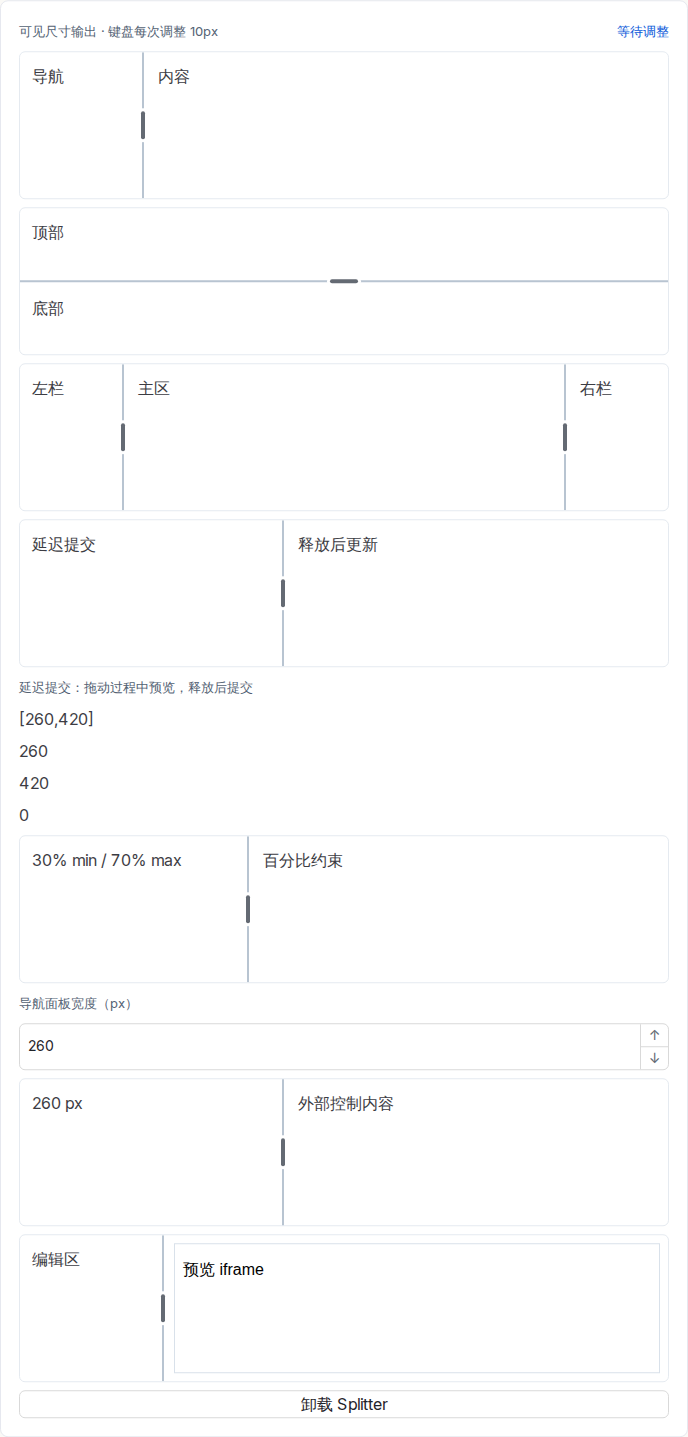 可见尺寸输出 · 键盘每次调整 10px 等待调整
导航 内容
顶部
底部
左栏 主区 右栏
延迟提交 释放后更新
延迟提交：拖动过程中预览，释放后提交
[260,420]
260
420
0
30% min / 70% max 百分比约束
导航面板宽度（px）
260
260 px 外部控制内容
编辑区 预览 iframe
卸载 Splitter